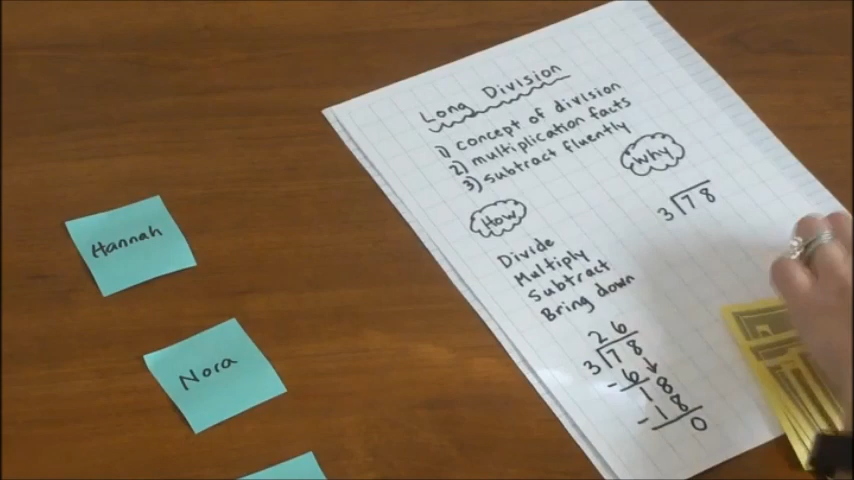 Long Division
1) concept of division
2) multiplication facts
3) subtract fluently
How
Why
Divide
Multiply
Subtract
Bring down
26
3)78
-6
18
-18
0
3)78
Hannah
Nora